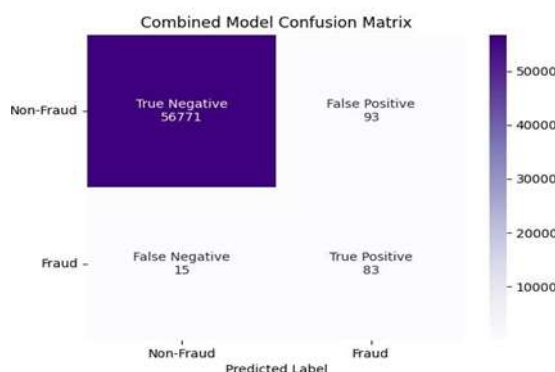 Combined Model Confusion Matrix
Non-Fraud
True Negative
56771
False Positive
93
Fraud
False Negative
15
True Positive
83
Non-Fraud
Fraud
Predicted Label
50000
40000
30000
20000
10000